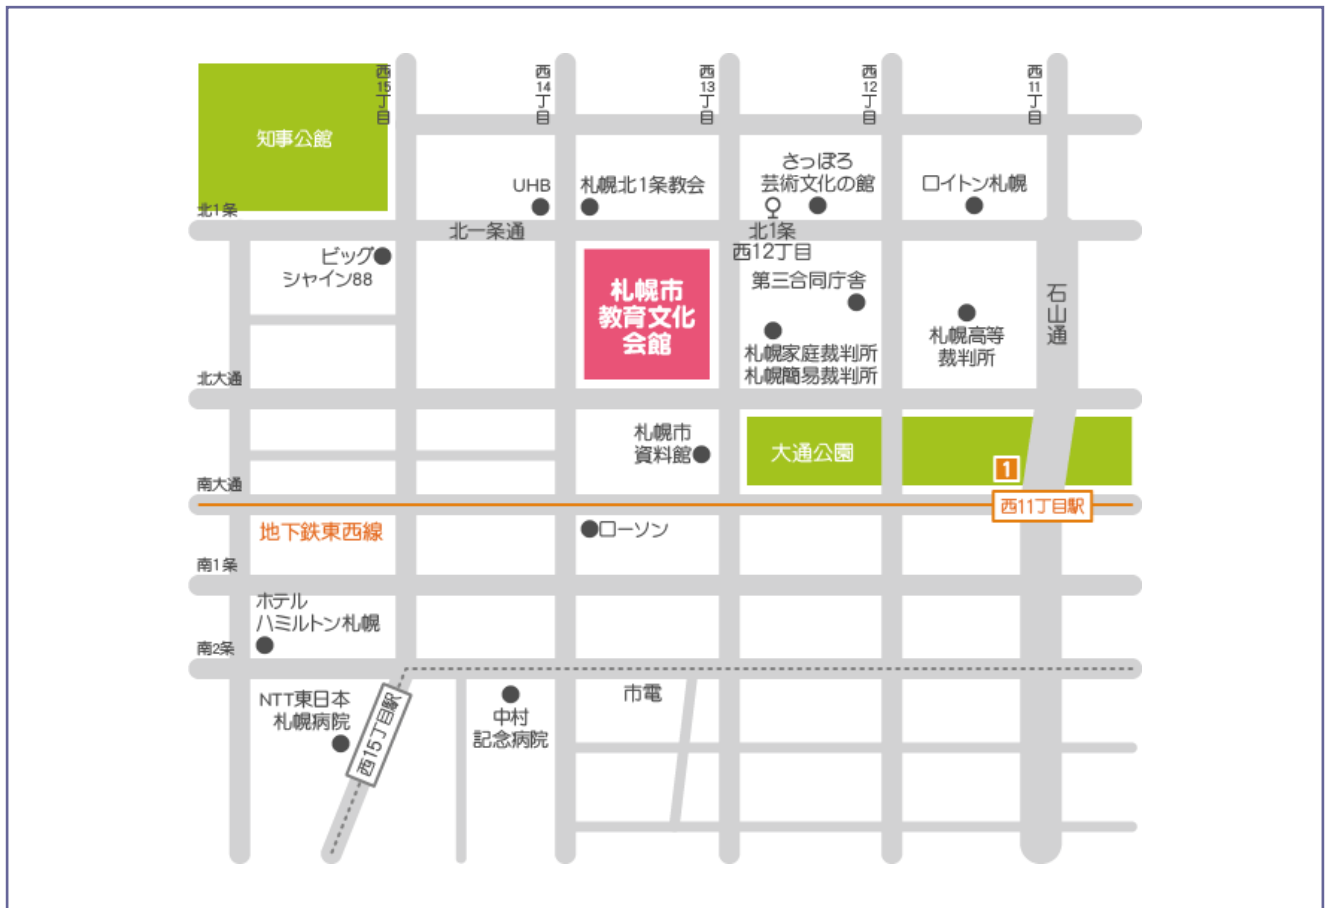 西15丁目
西14丁目
西13丁目
西12丁目
西11丁目
知事公館
さっぽろ
芸術文化の館
UHB
札幌北1条教会
ロイトン札幌
北1条
北一条通
北1条
西12丁目
ビッグ
シャイン88
札幌市
教育文化
会館
第三合同庁舎
石山通
札幌高等
裁判所
札幌家庭裁判所
札幌簡易裁判所
北大通
札幌市
資料館
大通公園
1
南大通
西11丁目駅
地下鉄東西線
ローソン
南1条
ホテル
ハミルトン札幌
南2条
NTT東日本
札幌病院
西15丁目駅
中村
記念病院
市電